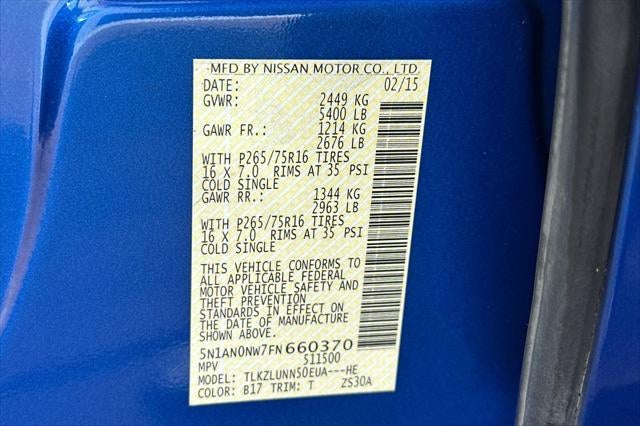 MFD BY NISSAN MOTOR CO., LTD.
DATE: 02/15
GVWR: 2449 KG
5400 LB
GAWR FR.: 1214 KG
2676 LB
WITH P265/75R16 TIRES
16 X 7.0 RIMS AT 35 PSI
COLD SINGLE
GAWR RR.: 1344 KG
2963 LB
WITH P265/75R16 TIRES
16 X 7.0 RIMS AT 35 PSI
COLD SINGLE
THIS VEHICLE CONFORMS TO
ALL APPLICABLE FEDERAL
MOTOR VEHICLE SAFETY AND
THEFT PREVENTION
STANDARDS IN EFFECT ON
THE DATE OF MANUFACTURE
SHOWN ABOVE.
5N1AN0NW7FN660370
MPV S11500
MODEL: TLKZLUNN50EUA---HE
COLOR: B17 TRIM: T ZS30A